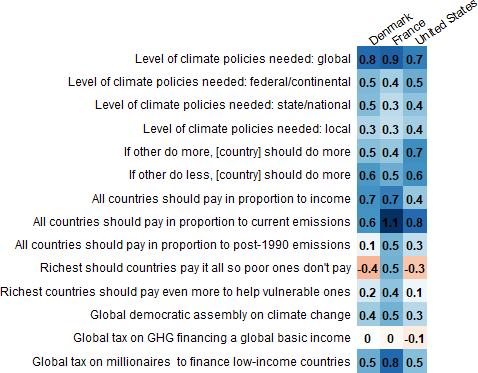 Denmark France United States
Level of climate policies needed: global 0.8 0.9 0.7
Level of climate policies needed: federal/continental 0.5 0.4 0.5
Level of climate policies needed: state/national 0.5 0.3 0.4
Level of climate policies needed: local 0.3 0.3 0.4
If other do more, [country] should do more 0.5 0.4 0.7
If other do less, [country] should do more 0.6 0.5 0.6
All countries should pay in proportion to income 0.7 0.7 0.4
All countries should pay in proportion to current emissions 0.6 1.1 0.8
All countries should pay in proportion to post-1990 emissions 0.1 0.5 0.3
Richest should countries pay it all so poor ones don't pay -0.4 0.5 -0.3
Richest countries should pay even more to help vulnerable ones 0.2 0.4 0.1
Global democratic assembly on climate change 0.4 0.5 0.3
Global tax on GHG financing a global basic income 0 0 -0.1
Global tax on millionaires to finance low-income countries 0.5 0.8 0.5